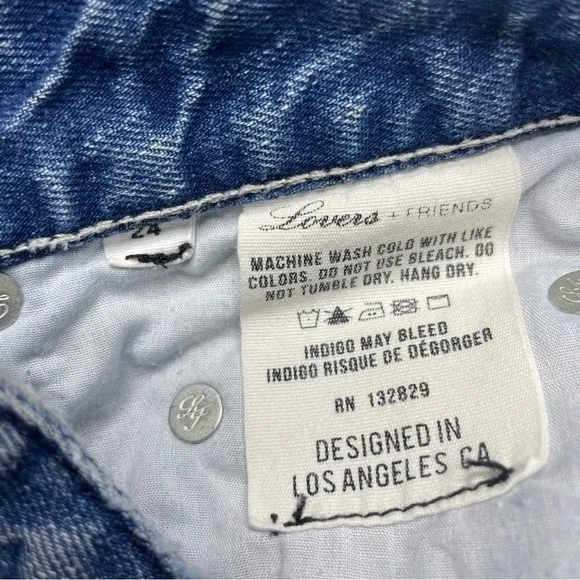 24
Lovers + FRIENDS
MACHINE WASH COLD WITH LIKE
COLORS. DO NOT USE BLEACH. DO
NOT TUMBLE DRY. HANG DRY.
INDIGO MAY BLEED
INDIGO RISQUE DE DÉGORGER
RN 132829
DESIGNED IN
LOS ANGELES CA
L&F